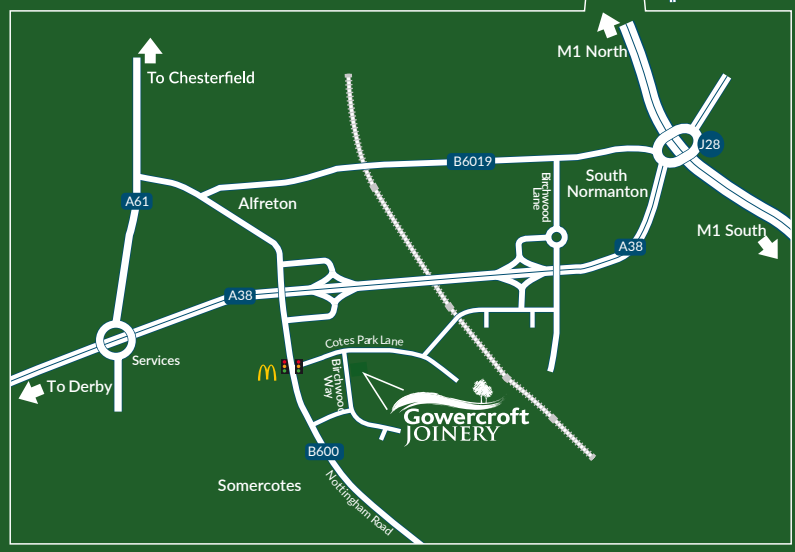 M1 North
To Chesterfield
J28
B6019
South
Normanton
Birchwood
Lane
A61
Alfreton
M1 South
A38
A38
Cotes Park Lane
Services
Birchwood
Way
To Derby
Gowercroft
JOINERY
B600
Somercotes
Nottingham Road